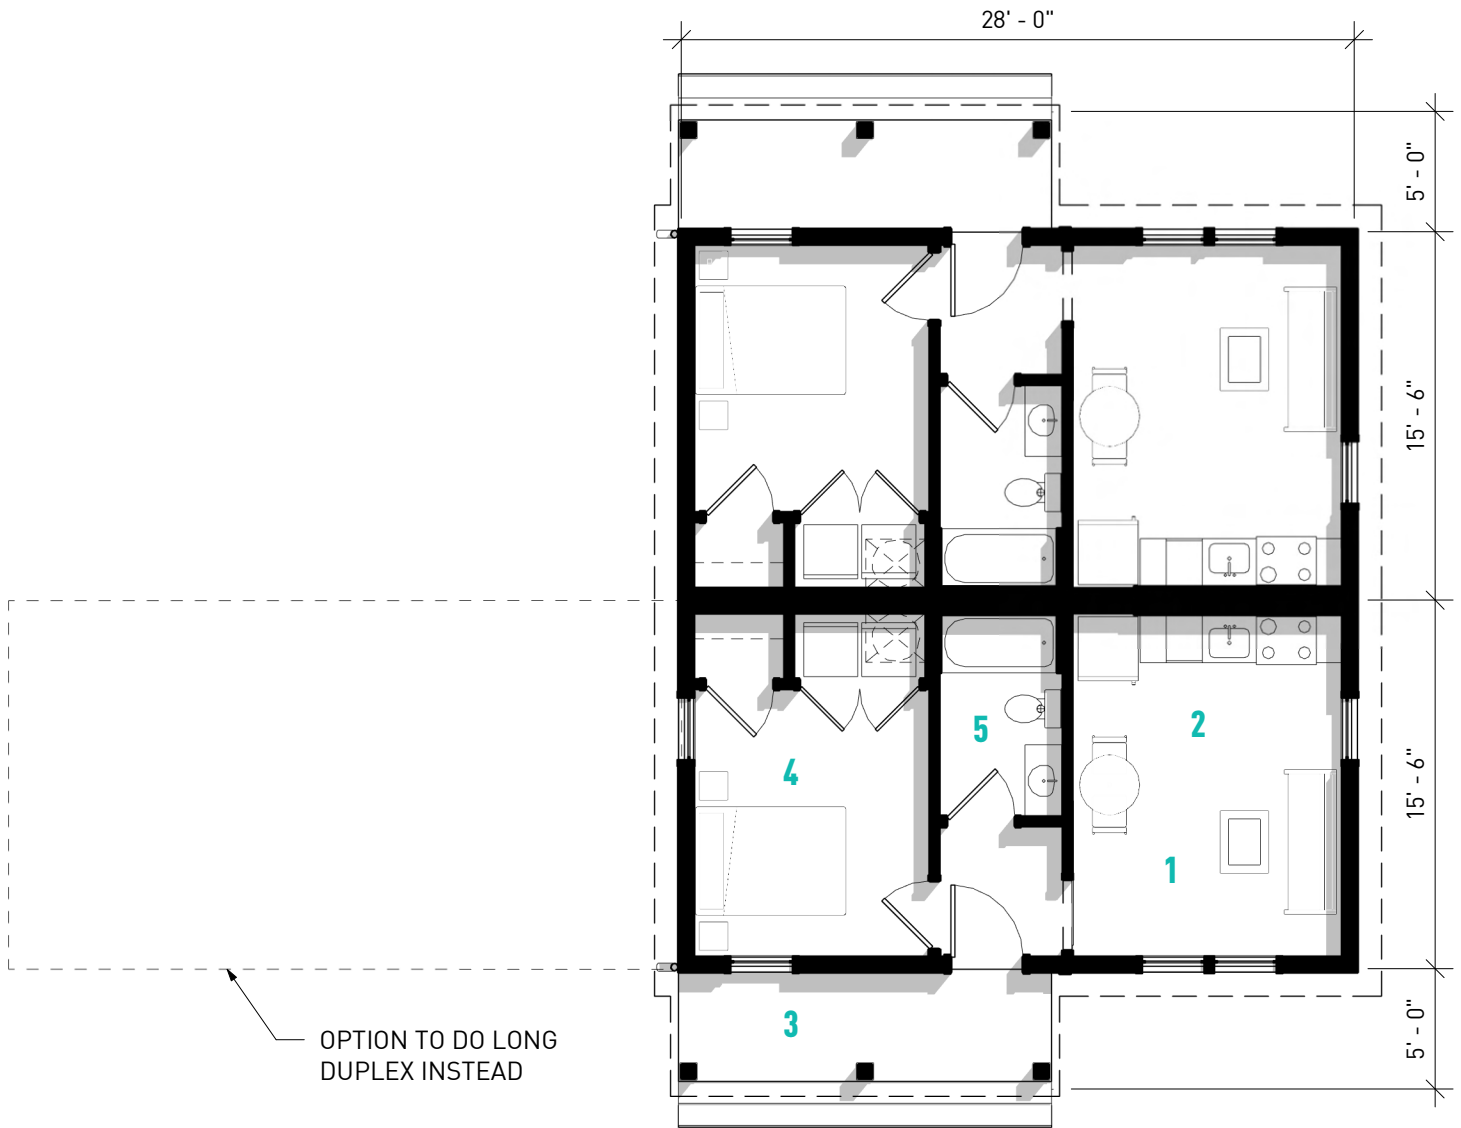 28' - 0"
5' - 0"
15' - 6"
5
2
4
15' - 6"
1
3
5' - 0"
OPTION TO DO LONG
DUPLEX INSTEAD